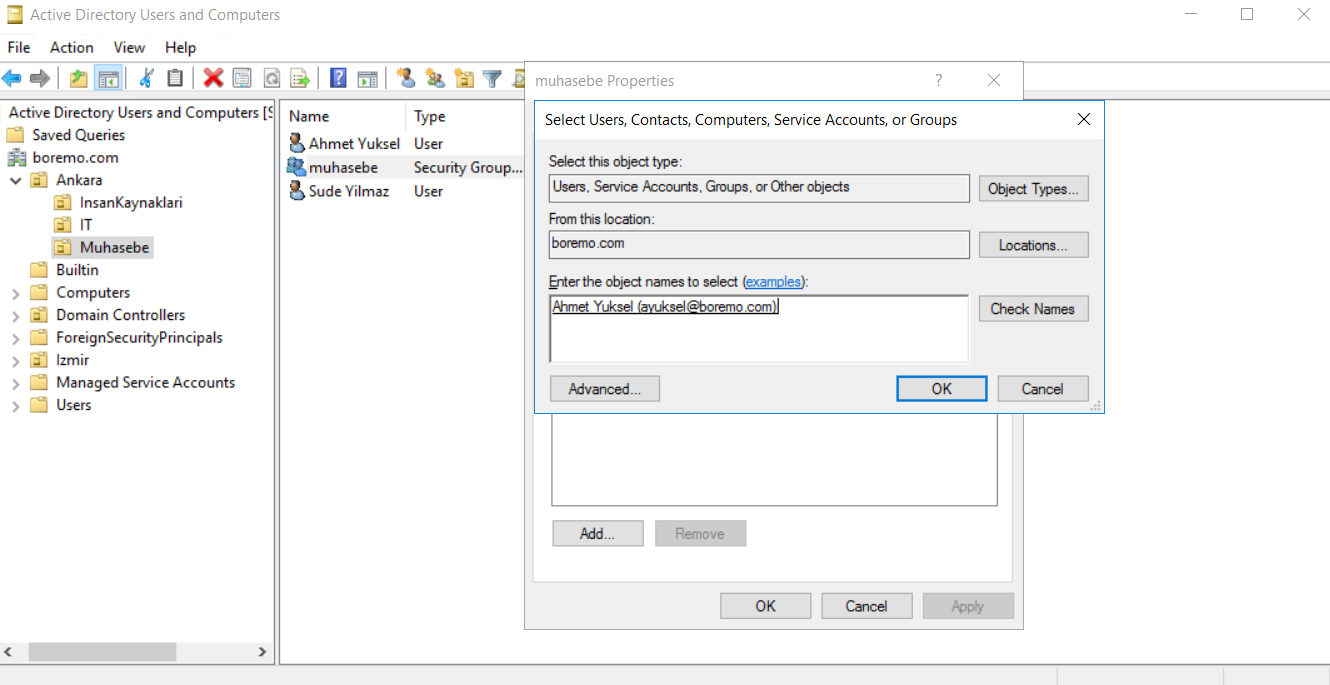 Active Directory Users and Computers
File Action View Help
muhasebe Properties
?
Active Directory Users and Computers [S
Saved Queries
boremo.com
Ankara
InsanKaynaklari
IT
Muhasebe
Builtin
Computers
Domain Controllers
ForeignSecurityPrincipals
Izmir
Managed Service Accounts
Users
Name Type
Ahmet Yuksel User
muhasebe Security Group...
Sude Yilmaz User
Select Users, Contacts, Computers, Service Accounts, or Groups
Select this object type:
Users, Service Accounts, Groups, or Other objects
Object Types...
From this location:
boremo.com
Locations...
Enter the object names to select (examples):
Ahmet Yuksel (ayuksel@boremo.com)
Check Names
Advanced... OK Cancel
Add... Remove
OK Cancel Apply